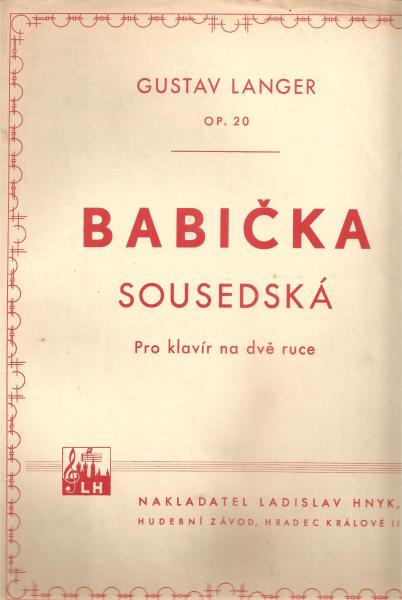 GUSTAV LANGER
OP. 20
BABIČKA
SOUSEDSKÁ
Pro klavír na dvě ruce
LH
NAKLADATEL LADISLAV HNYK,
HUDEBNÍ ZÁVOD, HRADEC KRÁLOVÉ II